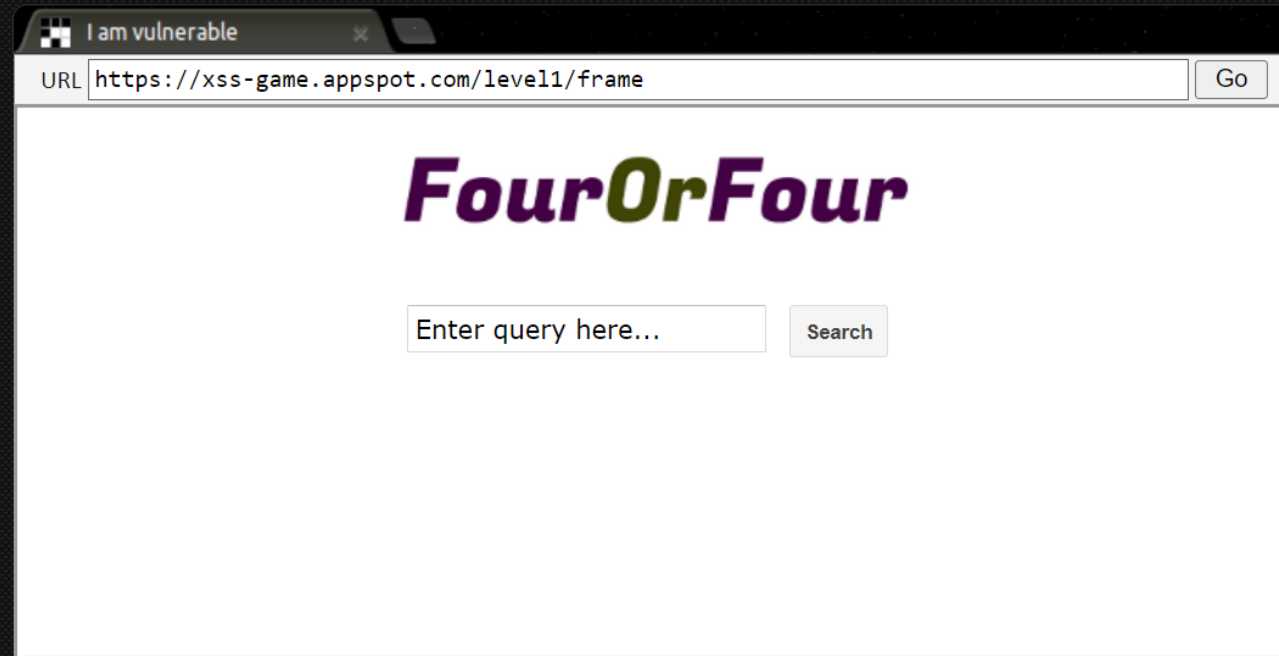 I am vulnerable
URL https://xss-game.appspot.com/level1/frame Go
FourOrFour
Enter query here... Search